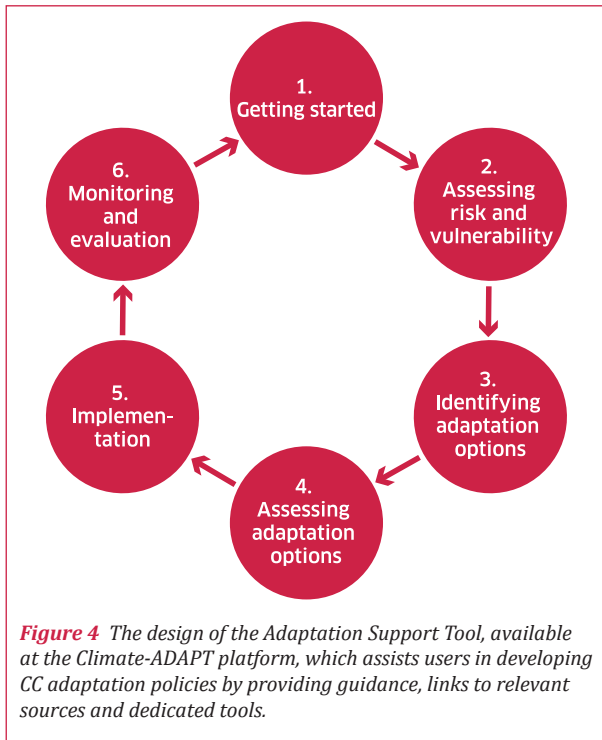 1.
Getting started
2.
Assessing
risk and
vulnerability
3.
Identifying
adaptation
options
4.
Assessing
adaptation
options
5.
Implemen-
tation
6.
Monitoring
and
evaluation
Figure 4 The design of the Adaptation Support Tool, available
at the Climate-ADAPT platform, which assists users in developing
CC adaptation policies by providing guidance, links to relevant
sources and dedicated tools.